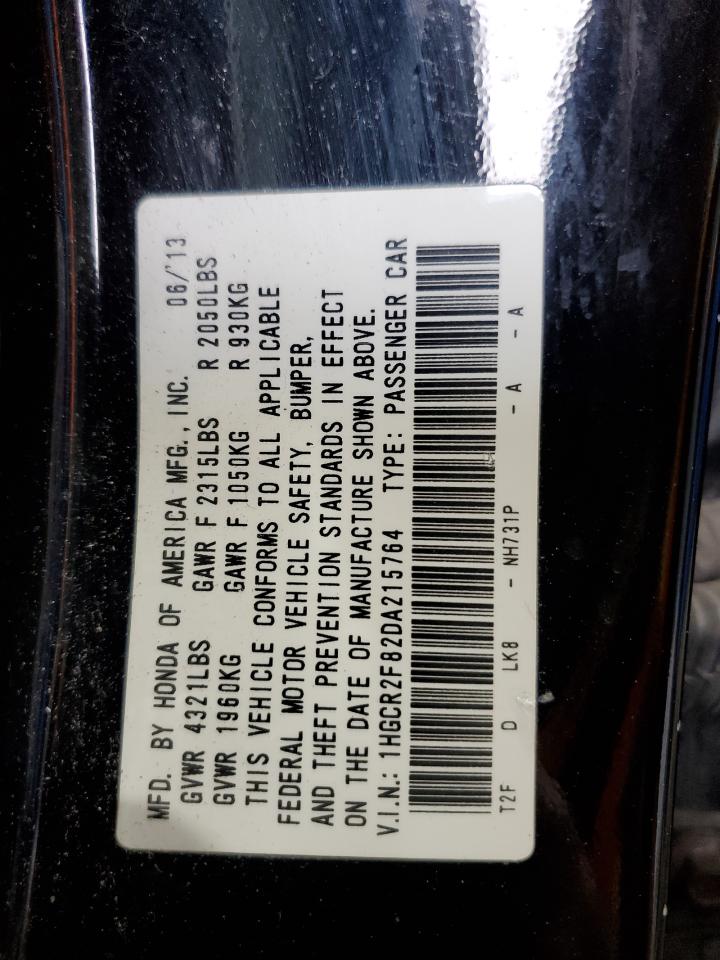 MFD. BY HONDA OF AMERICA MFG., INC. 06/'13
GVWR 4321LBS GAWR F 2315LBS R 2050LBS
GVWR 1960KG GAWR F 1050KG R 930KG
THIS VEHICLE CONFORMS TO ALL APPLICABLE
FEDERAL MOTOR VEHICLE SAFETY, BUMPER,
AND THEFT PREVENTION STANDARDS IN EFFECT
ON THE DATE OF MANUFACTURE SHOWN ABOVE.
V.I.N.: 1HGCR2F82DA215764 TYPE: PASSENGER CAR
T2F D LK8 - NH731P - A - A